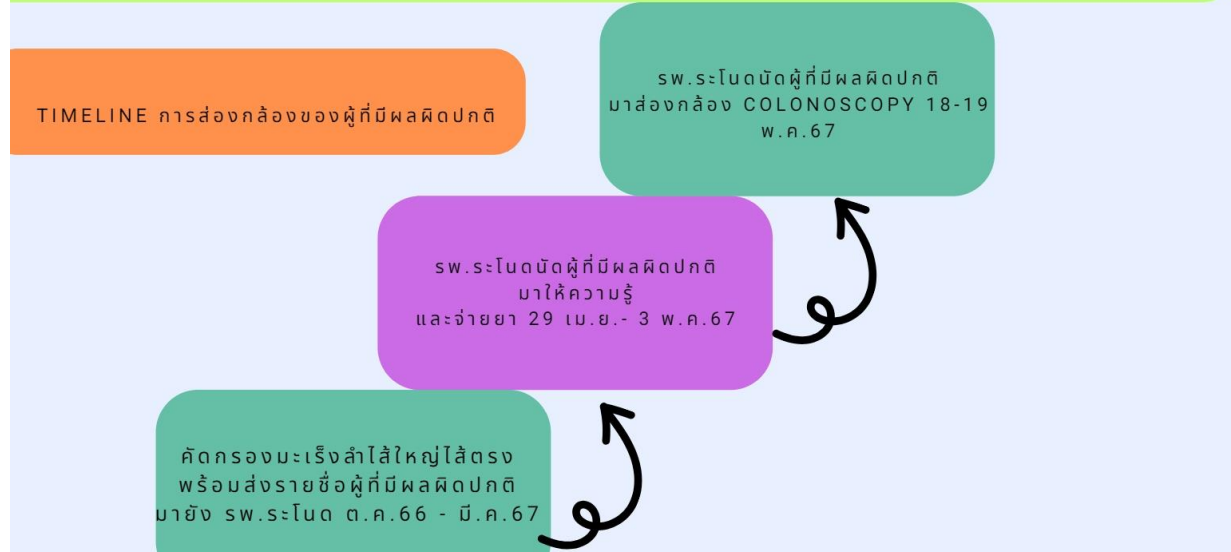 TIMELINE การส่องกล้องของผู้ที่มีผลผิดปกติ
รพ.ระโนดนัดผู้ที่มีผลผิดปกติ
มาส่องกล้อง COLONOSCOPY 18-19
พ.ค.67
รพ.ระโนดนัดผู้ที่มีผลผิดปกติ
มาให้ความรู้
และจ่ายยา 29 เม.ย.- 3 พ.ค.67
คัดกรองมะเร็งลำไส้ใหญ่ไส้ตรง
พร้อมส่งรายชื่อผู้ที่มีผลผิดปกติ
มายัง รพ.ระโนด ต.ค.66 - มี.ค.67